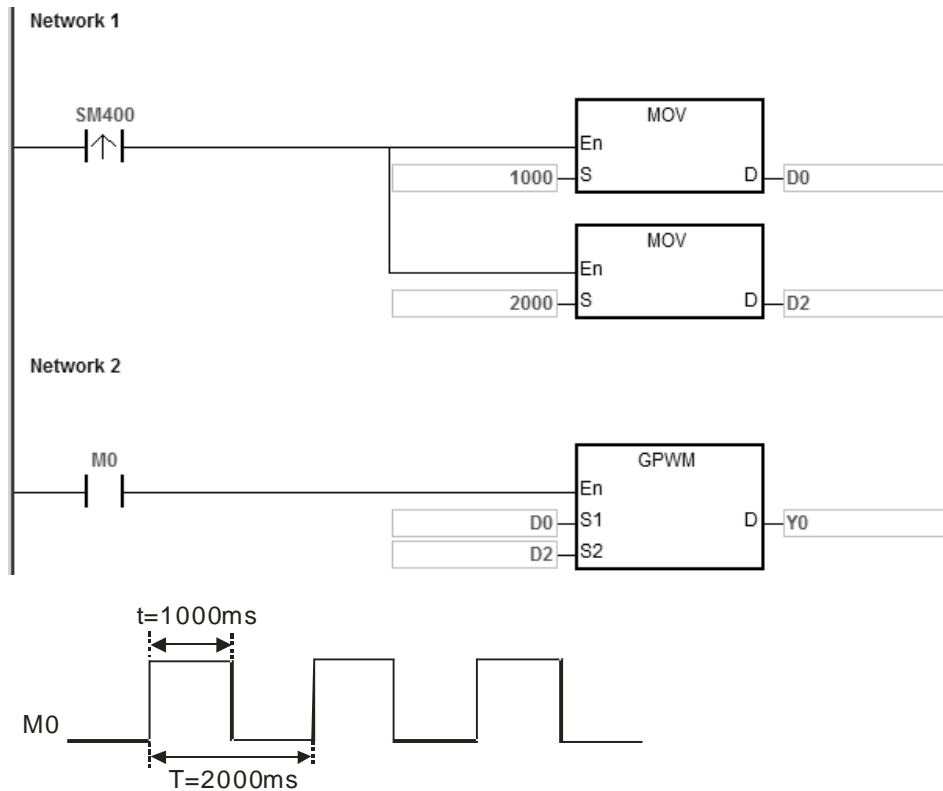 Network 1
SM400
MOV
En
1000 S D D0
MOV
En
2000 S D D2
Network 2
M0
GPWM
En
D0 S1 D Y0
D2 S2
t=1000ms
M0
T=2000ms